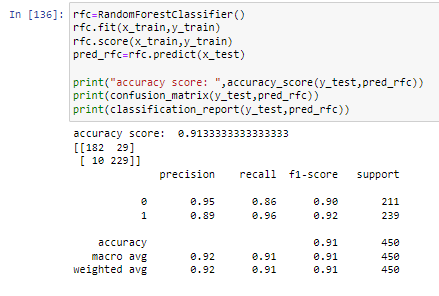 In [136]: rfc=RandomForestClassifier()
rfc.fit(x_train,y_train)
rfc.score(x_train,y_train)
pred_rfc=rfc.predict(x_test)
print("accuracy score: ",accuracy_score(y_test,pred_rfc))
print(confusion_matrix(y_test,pred_rfc))
print(classification_report(y_test,pred_rfc))
accuracy score:  0.9133333333333333
[[182  29]
 [ 10 229]]
              precision    recall  f1-score   support
           0       0.95      0.86      0.90       211
           1       0.89      0.96      0.92       239
    accuracy                           0.91       450
   macro avg       0.92      0.91      0.91       450
weighted avg       0.92      0.91      0.91       450